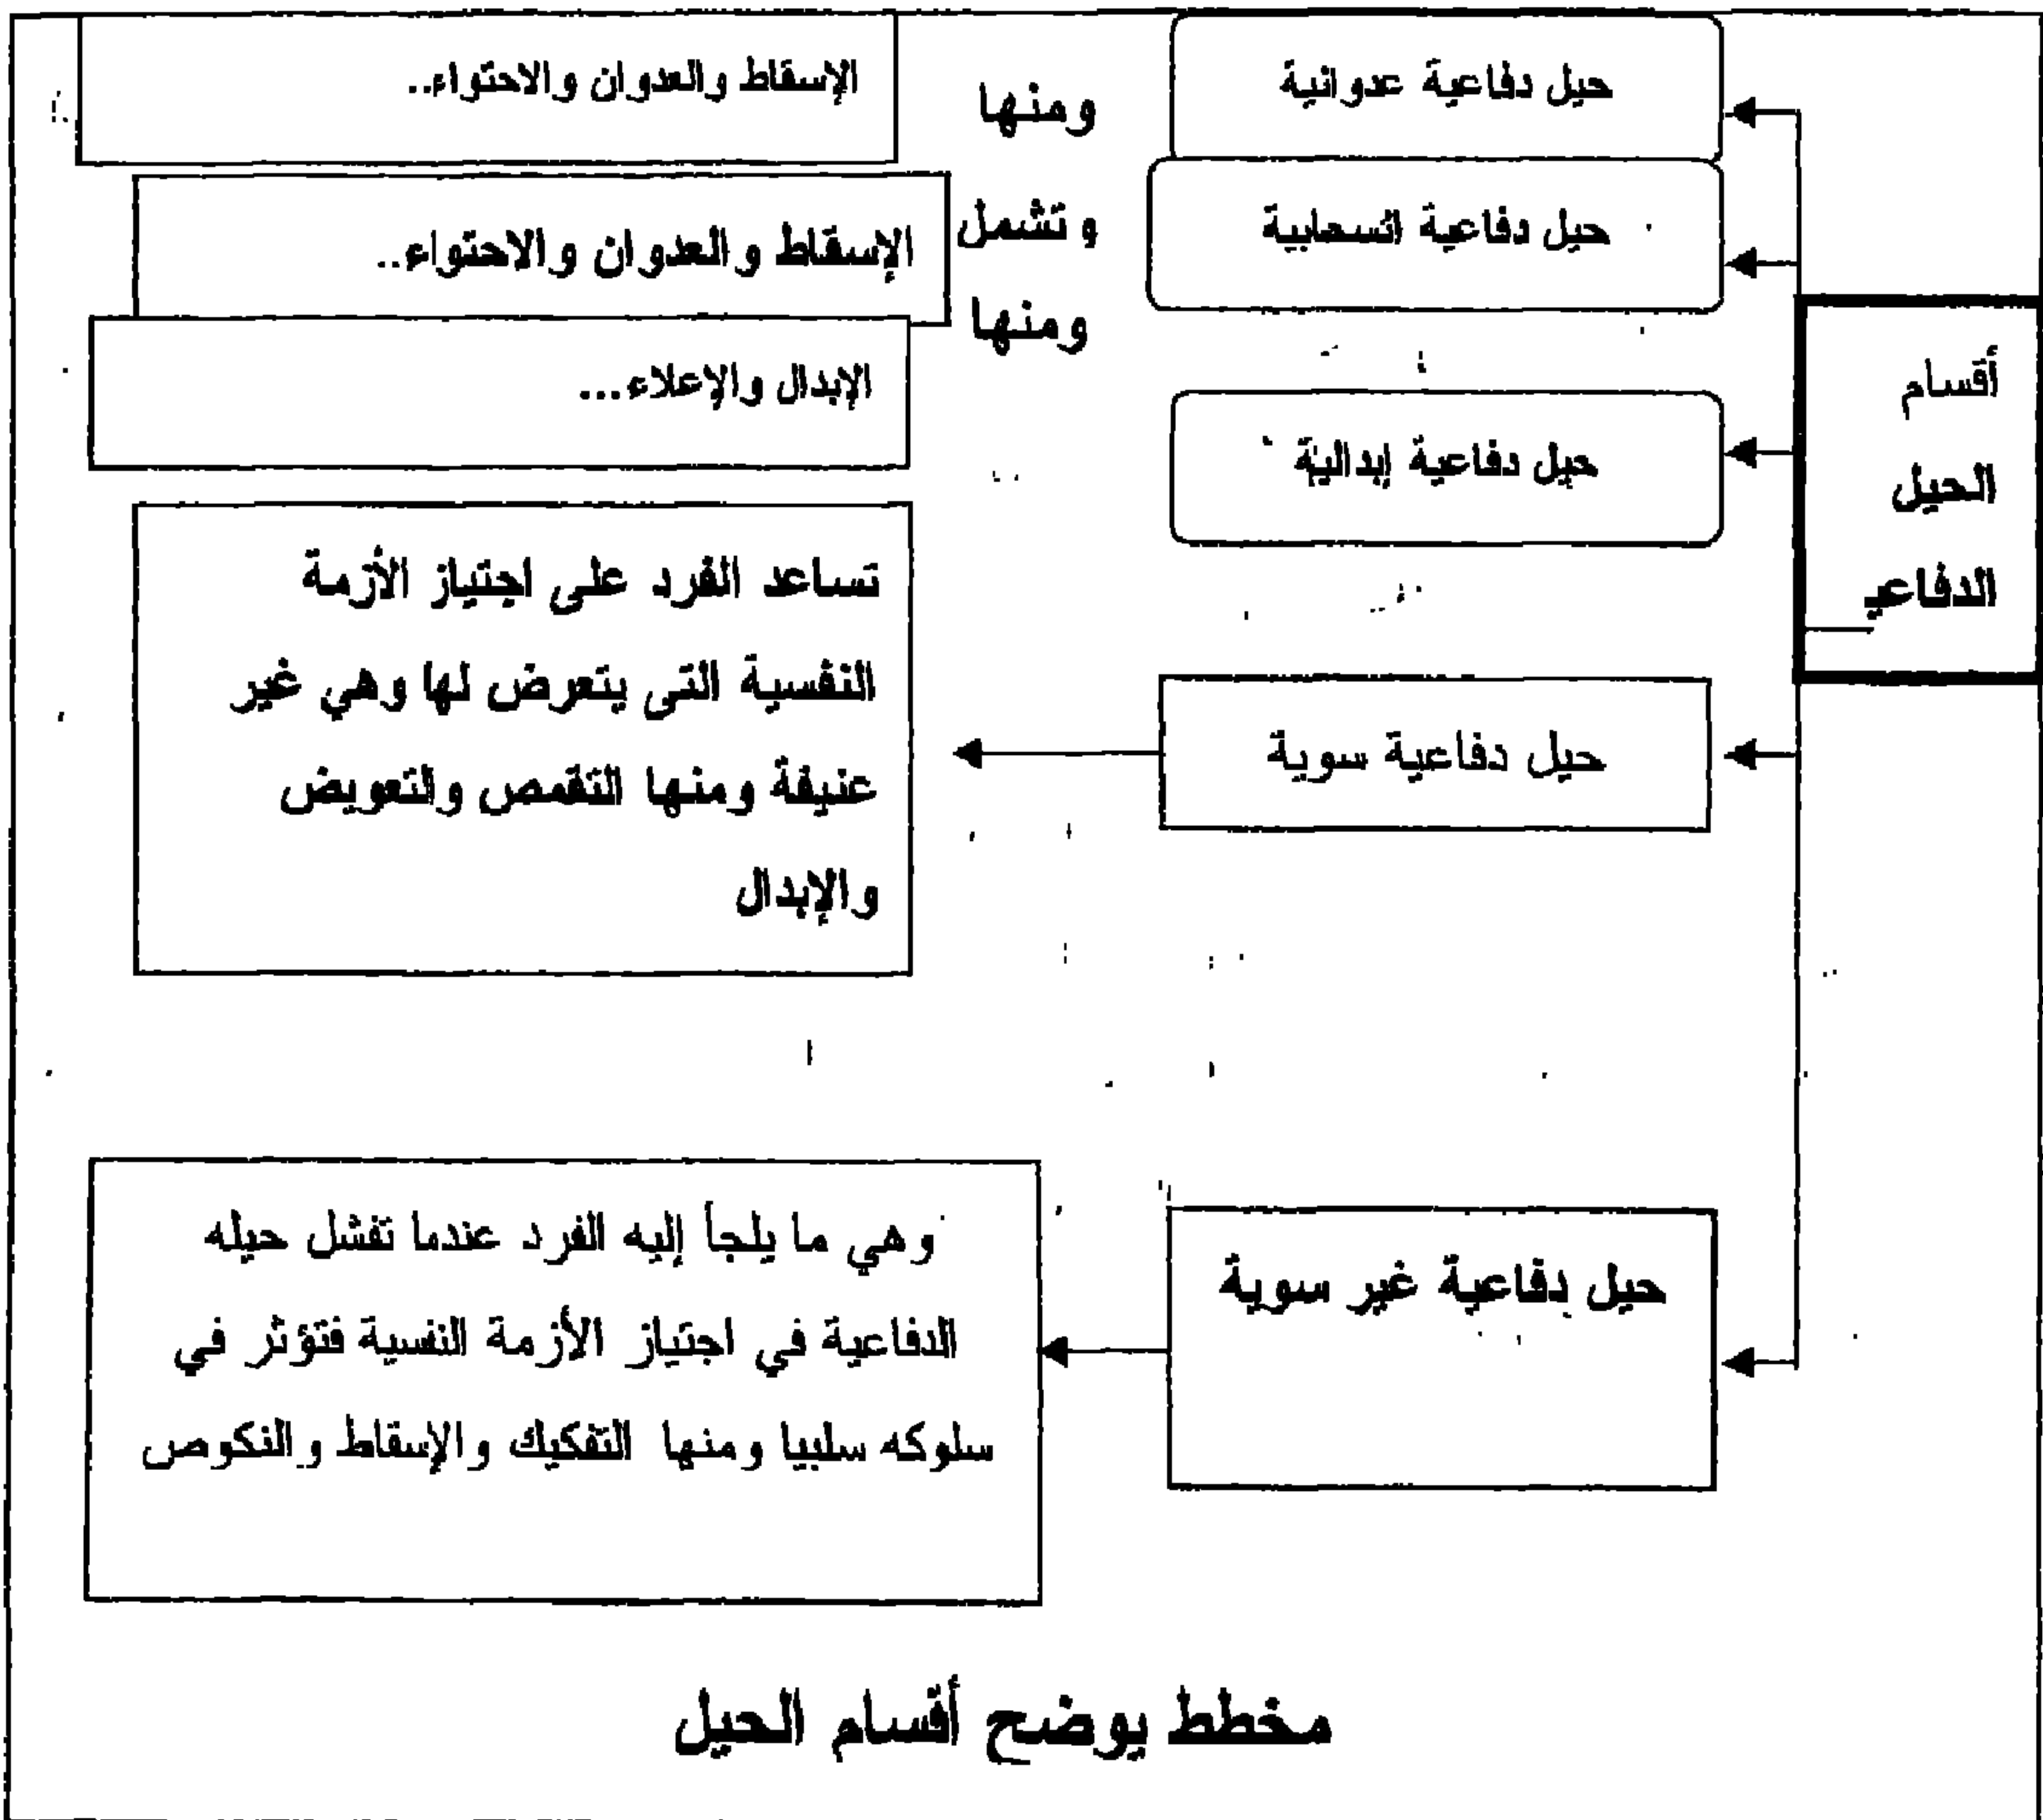 أقسام
الحيل
الدفاعي
حيل دفاعية عدوانية
ومنها
الإسقاط والعدوان والاحتواء..
حيل دفاعية انسحابية
وتشمل
الإسقاط والعدوان والاحتواء..
حيل دفاعية إبدالية
ومنها
الإبدال والإعلاء...
حيل دفاعية سوية
تساعد الفرد على اجتياز الأزمة
النفسية التى يتعرض لها وهي غير
عنيفة ومنها التقمص والتعويض
والإبدال
حيل دفاعية غير سوية
وهي ما يلجأ إليه الفرد عندما تفشل حيله
الدفاعية في اجتياز الأزمة النفسية فتؤثر في
سلوكه سلبيا ومنها التفكيك والإسقاط والنكوص
مخطط يوضح أقسام الحيل